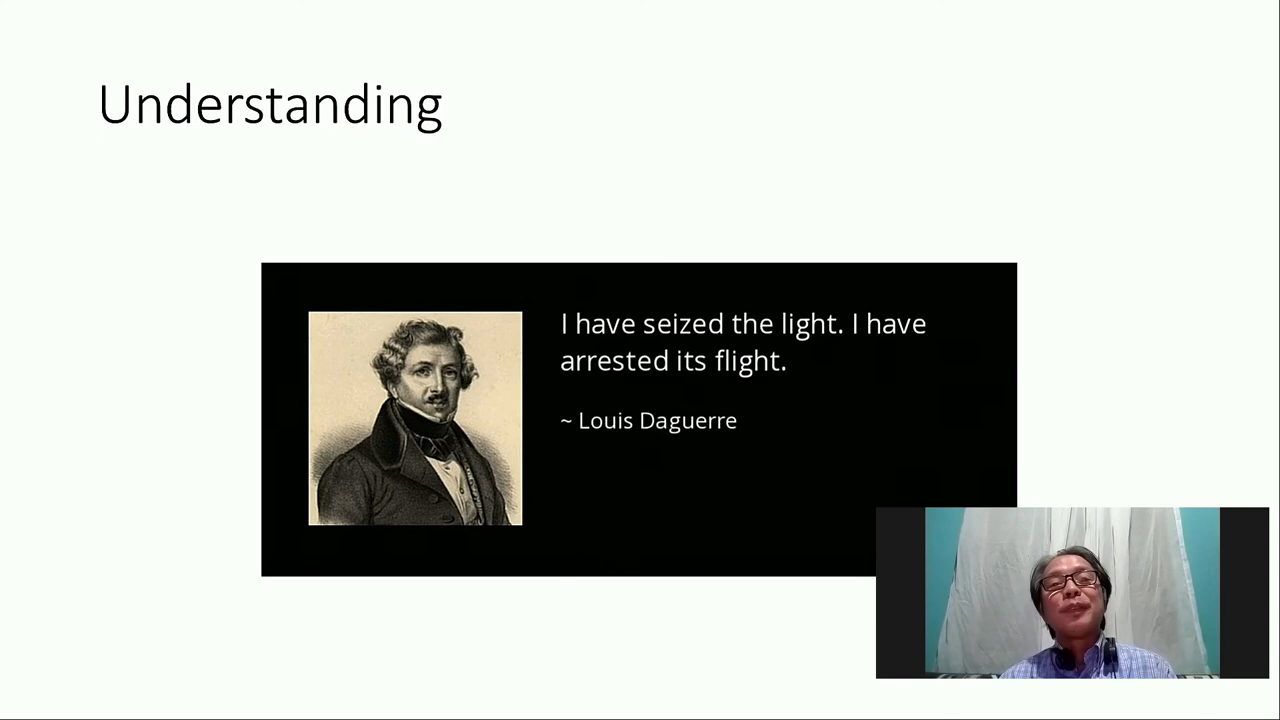 Understanding
I have seized the light. I have
arrested its flight.
~ Louis Daguerre